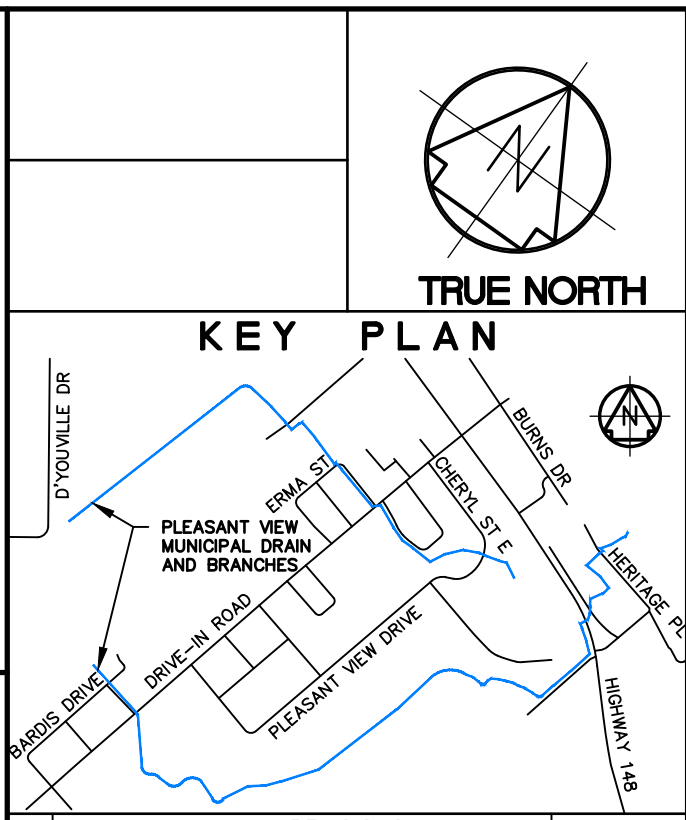 N
TRUE NORTH
KEY PLAN
N
D'YOUVILLE DR
BURNS DR
ERMA ST
CHERYL ST E
PLEASANT VIEW
MUNICIPAL DRAIN
AND BRANCHES
HERITAGE PL
DRIVE-IN ROAD
PLEASANT VIEW DRIVE
BARDIS DRIVE
HIGHWAY 148